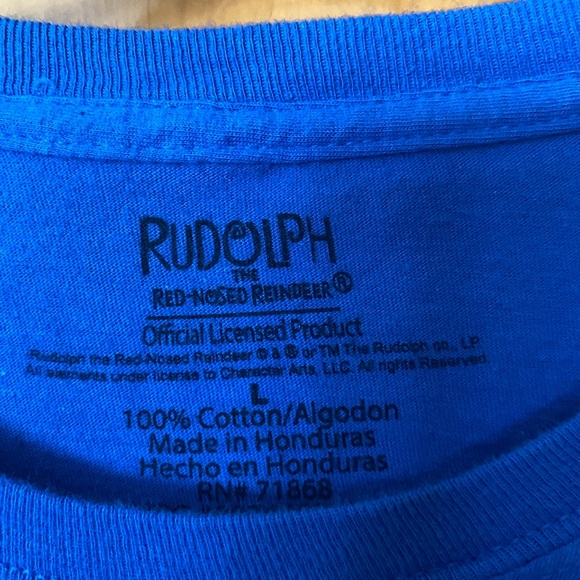 RUDOLPH
THE
RED-NOSED REINDEER®
Official Licensed Product
Rudolph the Red-Nosed Reindeer © & ® or TM The Rudolph co., LP
All elements under license to Character Arts, LLC. All rights Reserved
L
100% Cotton/Algodon
Made in Honduras
Hecho en Honduras
RN# 71868